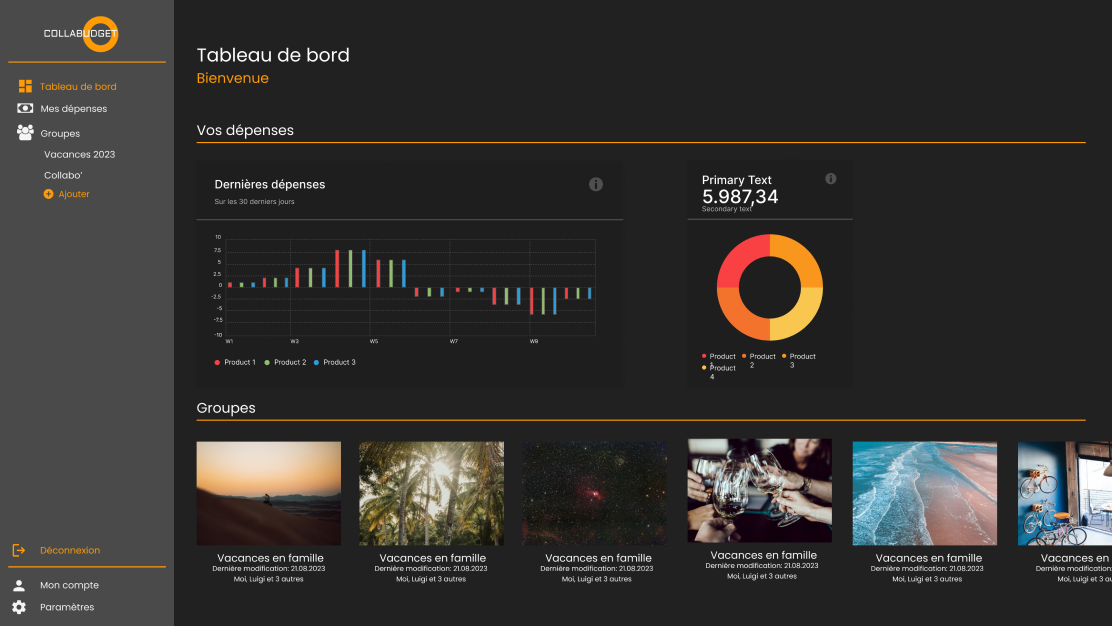 COLLABUDGET
Tableau de bord
Mes dépenses
Groupes
Vacances 2023
Collabo'
Ajouter
Déconnexion
Mon compte
Paramètres
Tableau de bord
Bienvenue
Vos dépenses
Dernières dépenses
Sur les 30 derniers jours
10
7.5
5
2.5
0
-2.5
-5
-7.5
-10
W1 W3 W5 W7 W9
Product 1 Product 2 Product 3
Primary Text
5.987,34
Secondary text
Product 1
Product 2
Product 3
Product 4
Groupes
Vacances en famille
Dernière modification: 21.08.2023
Moi, Luigi et 3 autres
Vacances en famille
Dernière modification: 21.08.2023
Moi, Luigi et 3 autres
Vacances en famille
Dernière modification: 21.08.2023
Moi, Luigi et 3 autres
Vacances en famille
Dernière modification: 21.08.2023
Moi, Luigi et 3 autres
Vacances en famille
Dernière modification: 21.08.2023
Moi, Luigi et 3 autres
Vacances en
Dernière modification:
Moi, Luigi et 3 au